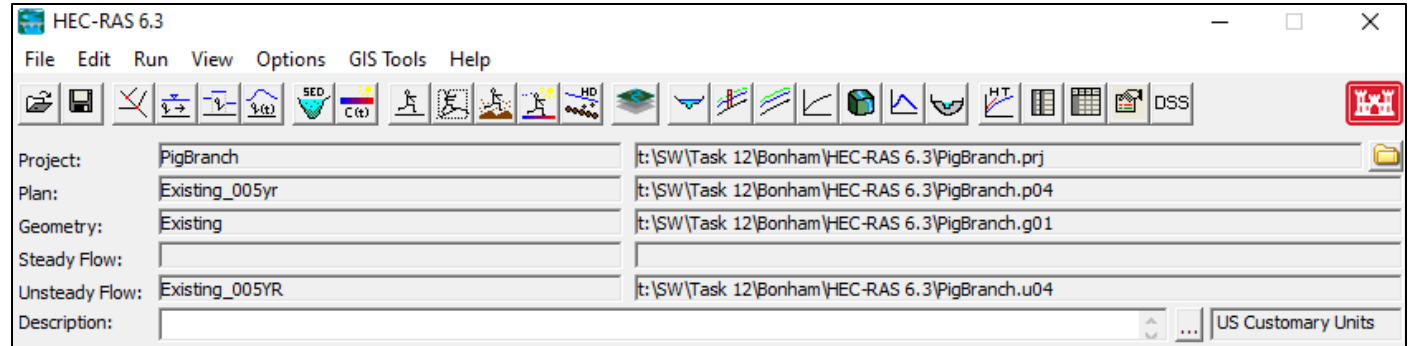 HEC-RAS 6.3
File Edit Run View Options GIS Tools Help
SED C(t) HD HT DSS
Project: PigBranch t:\SW\Task 12\Bonham\HEC-RAS 6.3\PigBranch.prj
Plan: Existing_005yr t:\SW\Task 12\Bonham\HEC-RAS 6.3\PigBranch.p04
Geometry: Existing t:\SW\Task 12\Bonham\HEC-RAS 6.3\PigBranch.g01
Steady Flow:
Unsteady Flow: Existing_005YR t:\SW\Task 12\Bonham\HEC-RAS 6.3\PigBranch.u04
Description: ... US Customary Units